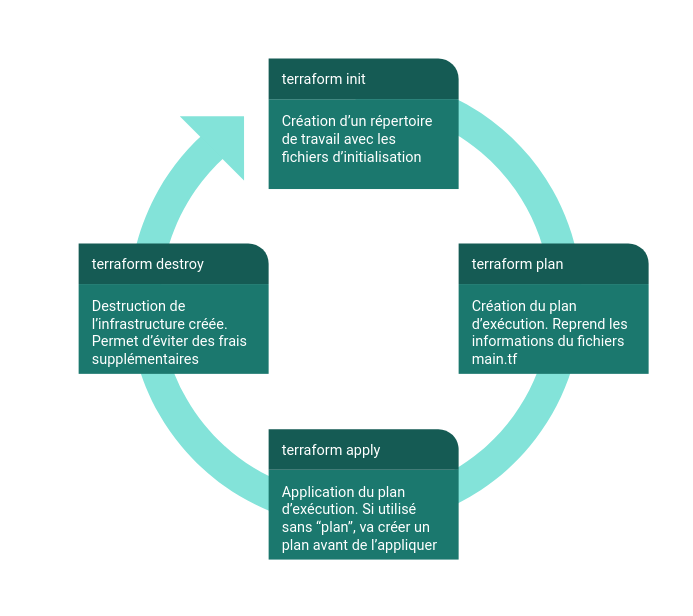 terraform init
Création d’un répertoire
de travail avec les
fichiers d’initialisation
terraform destroy
Destruction de
l’infrastructure créée.
Permet d’éviter des frais
supplémentaires
terraform plan
Création du plan
d’exécution. Reprend les
informations du fichiers
main.tf
terraform apply
Application du plan
d’exécution. Si utilisé
sans “plan”, va créer un
plan avant de l’appliquer